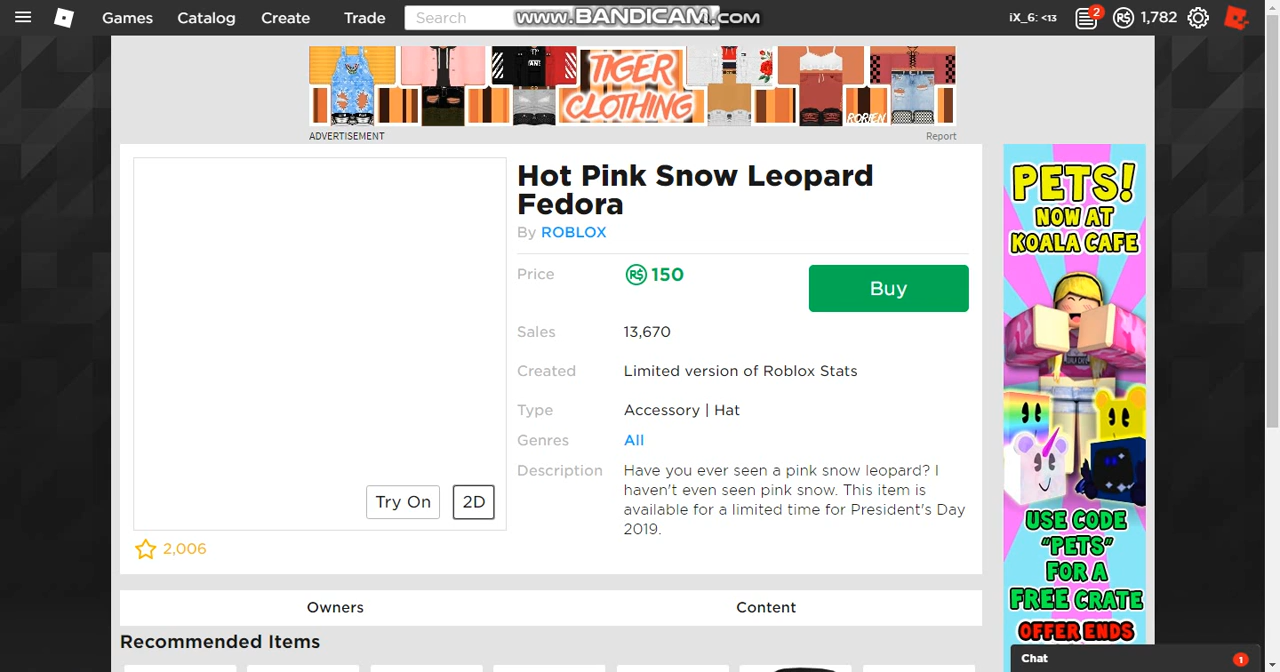 Games Catalog Create Trade Search www.BANDICAM.COM iX_6: <13 2 R$ 1,782
TIGER
CLOTHING
RORIEN
ADVERTISEMENT Report
Hot Pink Snow Leopard
Fedora
By ROBLOX
Price R$ 150 Buy
Sales 13,670
Created Limited version of Roblox Stats
Type Accessory | Hat
Genres All
Description Have you ever seen a pink snow leopard? I
haven't even seen pink snow. This item is
available for a limited time for President's Day
2019.
Try On 2D
2,006
Owners Content
Recommended Items
PETS!
NOW AT
KOALA CAFE
KOALA CAFE
USE CODE
"PETS"
FOR A
FREE CRATE
OFFER ENDS
Chat 1